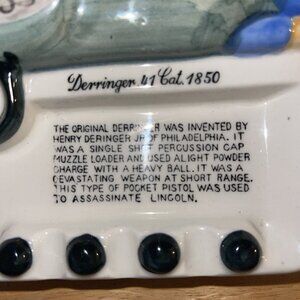 Derringer .41 Cat. 1850
THE ORIGINAL DERRINGER WAS INVENTED BY
HENRY DERINGER JR OF PHILADELPHIA. IT
WAS A SINGLE SHOT PERCUSSION CAP
MUZZLE LOADER AND USED ALIGHT POWDER
CHARGE WITH A HEAVY BALL. IT WAS A
DEVASTATING WEAPON AT SHORT RANGE.
THIS TYPE OF POCKET PISTOL WAS USED
TO ASSASSINATE LINCOLN.